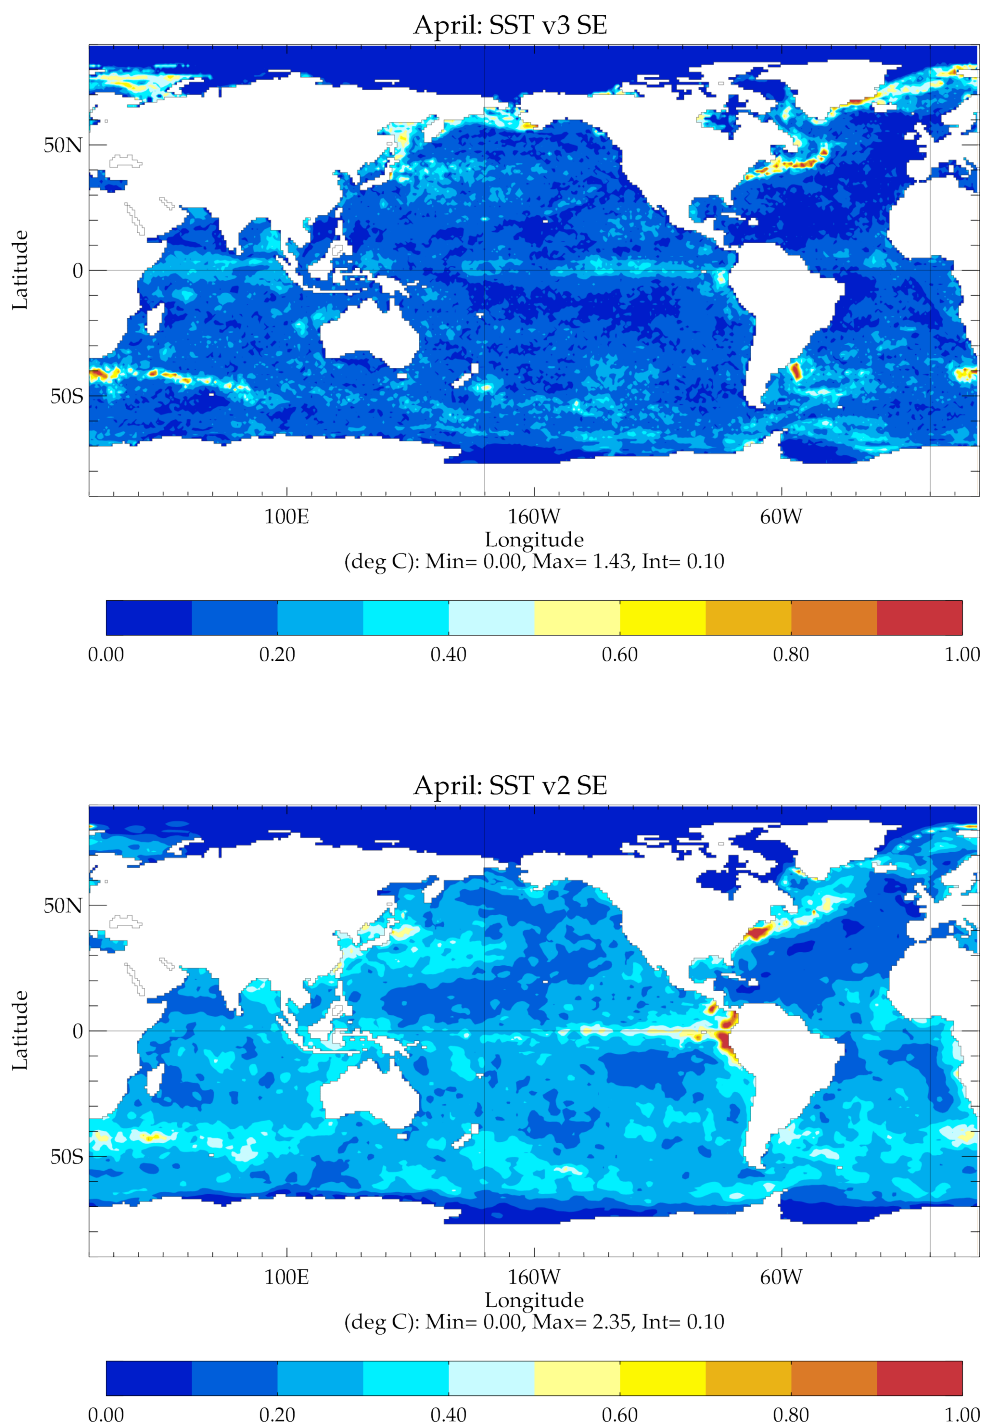 April: SST v3 SE
50N
0
50S
Latitude
100E
160W
60W
Longitude
(deg C): Min= 0.00, Max= 1.43, Int= 0.10
0.00
0.20
0.40
0.60
0.80
1.00
April: SST v2 SE
50N
0
50S
Latitude
100E
160W
60W
Longitude
(deg C): Min= 0.00, Max= 2.35, Int= 0.10
0.00
0.20
0.40
0.60
0.80
1.00